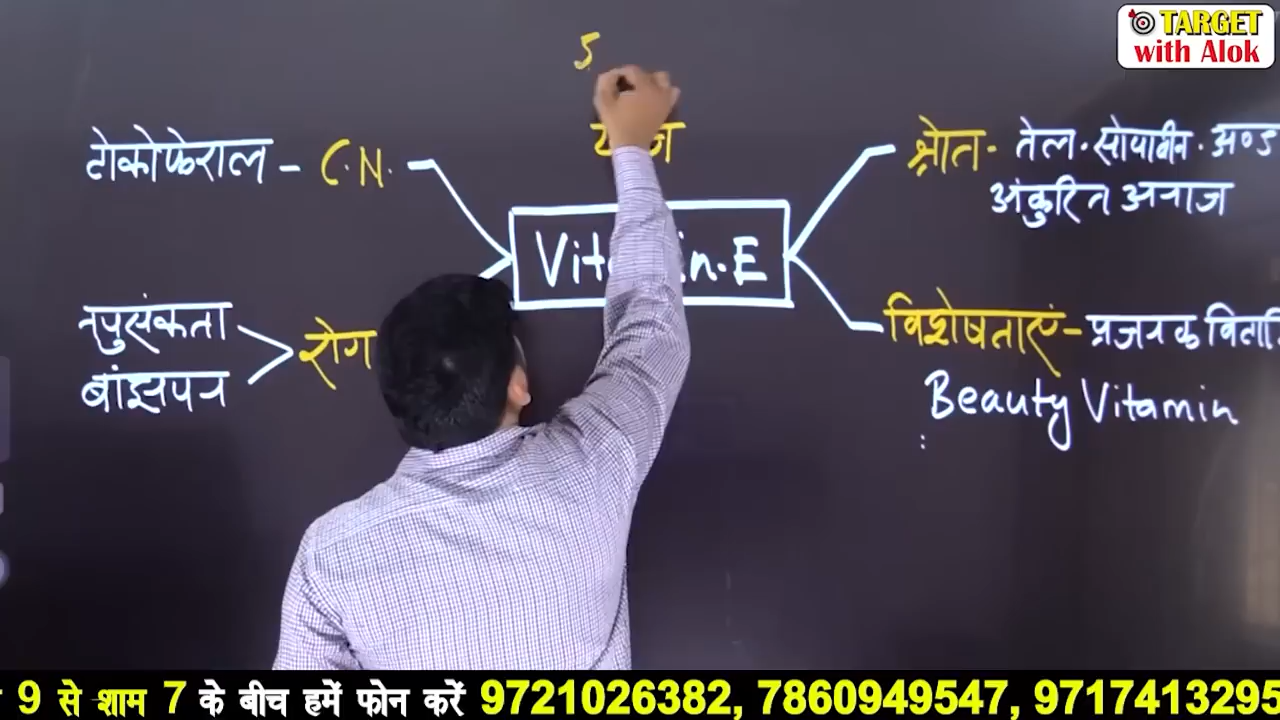 TARGET
with Alok
5
टोकोफेराल - C.N.
श्रोत - तेल . सोयाबीन .
अंकुरित अनाज
Vit in.E
नपुसंकता
बांझपन
रोग
विशेषताएं - प्रजनक
Beauty Vitamin
9 से शाम 7 के बीच हमें फोन करें 9721026382, 7860949547, 9717413295